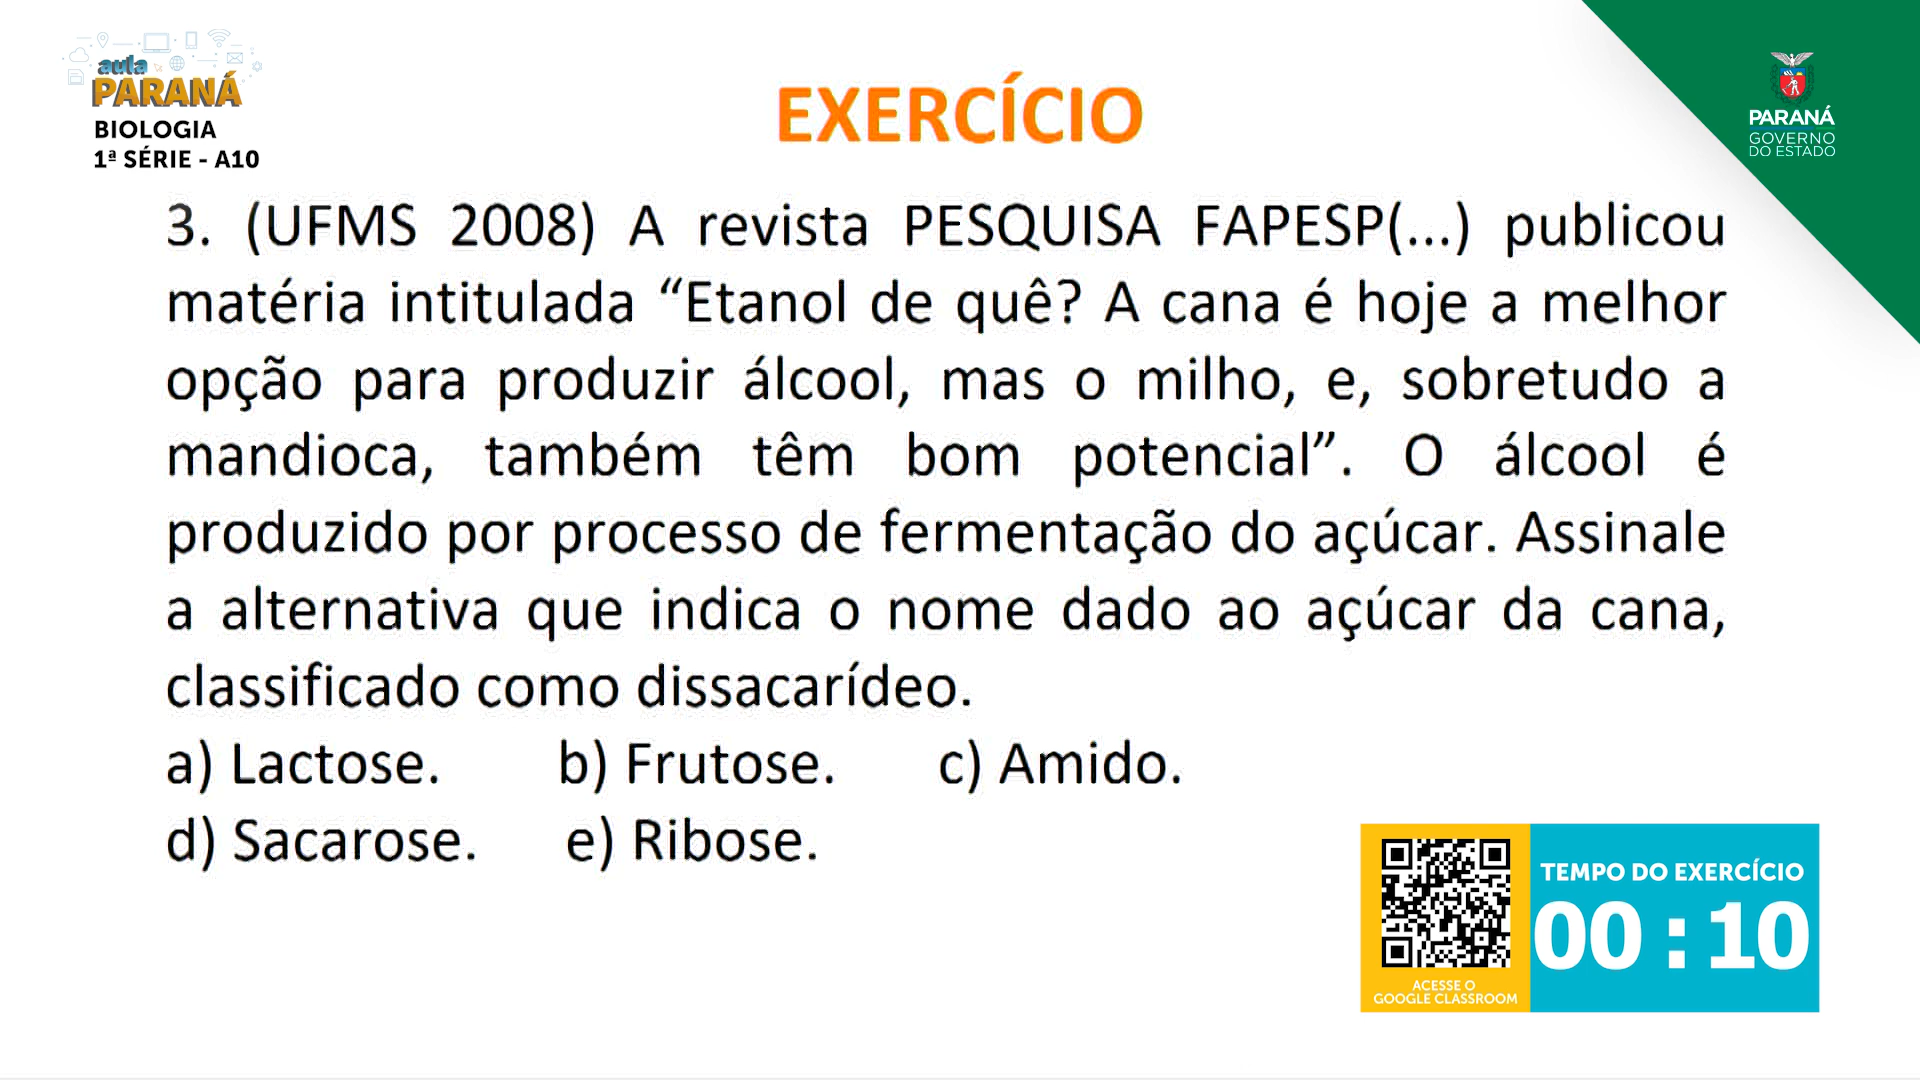 aula
PARANÁ
BIOLOGIA
1ª SÉRIE - A10
EXERCÍCIO
PARANÁ
GOVERNO
DO ESTADO
3. (UFMS 2008) A revista PESQUISA FAPESP(...) publicou
matéria intitulada “Etanol de quê? A cana é hoje a melhor
opção para produzir álcool, mas o milho, e, sobretudo a
mandioca, também têm bom potencial”. O álcool é
produzido por processo de fermentação do açúcar. Assinale
a alternativa que indica o nome dado ao açúcar da cana,
classificado como dissacarídeo.
a) Lactose. b) Frutose. c) Amido.
d) Sacarose. e) Ribose.
TEMPO DO EXERCÍCIO
00 : 10
ACESSE O
GOOGLE CLASSROOM